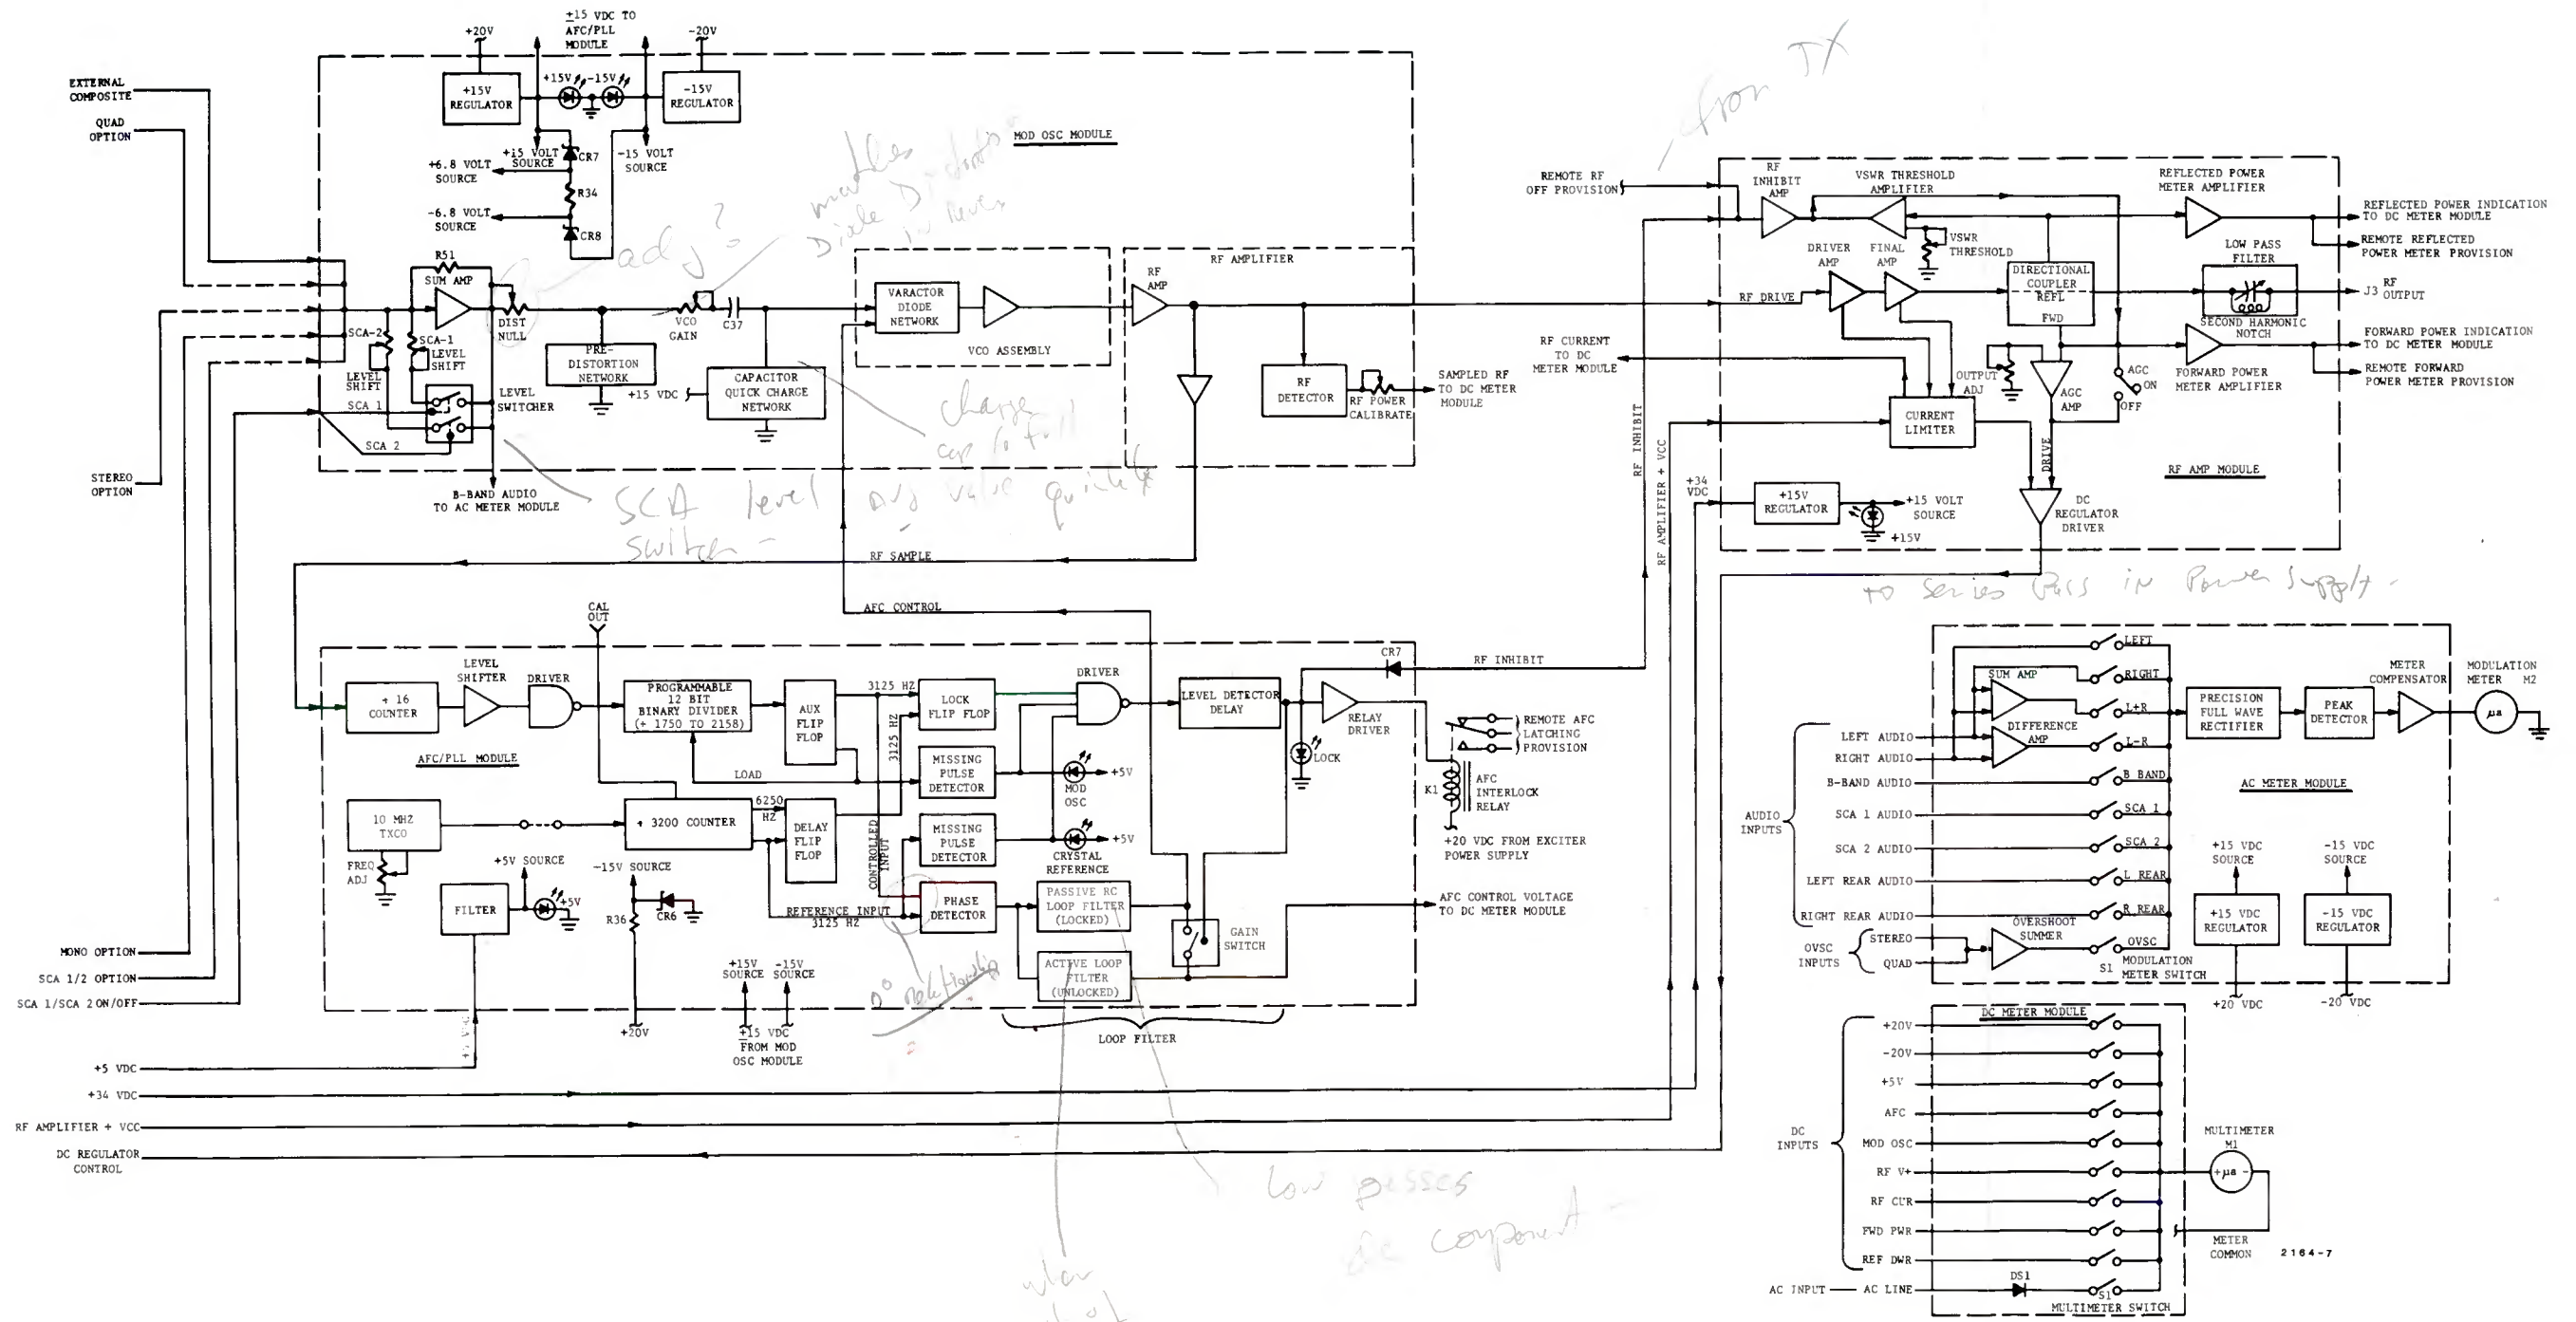 +20V
±15 VDC TO
AFC/PLL
MODULE
-20V
EXTERNAL
COMPOSITE
QUAD
OPTION
+15V
REGULATOR
+15V
-15V
-15V
REGULATOR
MOD OSC MODULE
+15 VOLT
SOURCE
CR7
-15 VOLT
SOURCE
+6.8 VOLT
SOURCE
R34
-6.8 VOLT
SOURCE
CR8
R51
SUM AMP
DIST
NULL
SCA-2
SCA-1
LEVEL
SHIFT
LEVEL
SHIFT
LEVEL
SWITCHER
SCA 1
SCA 2
PRE-
DISTORTION
NETWORK
VCO
GAIN
C37
+15 VDC
CAPACITOR
QUICK CHARGE
NETWORK
VARACTOR
DIODE
NETWORK
VCO ASSEMBLY
RF AMPLIFIER
RF
AMP
RF
DETECTOR
RF POWER
CALIBRATE
SAMPLED RF
TO DC METER
MODULE
STEREO
OPTION
B-BAND AUDIO
TO AC METER MODULE
RF SAMPLE
AFC CONTROL
adj?
matches
Diode
charge
cap to full
SCA level adj value quickly
switch -
from TX
REMOTE RF
OFF PROVISION
RF
INHIBIT
AMP
VSWR THRESHOLD
AMPLIFIER
REFLECTED POWER
METER AMPLIFIER
REFLECTED POWER INDICATION
TO DC METER MODULE
REMOTE REFLECTED
POWER METER PROVISION
VSWR
THRESHOLD
DRIVER
AMP
FINAL
AMP
LOW PASS
FILTER
DIRECTIONAL
COUPLER
REFL
FWD
RF DRIVE
J3 RF
OUTPUT
SECOND HARMONIC
NOTCH
FORWARD POWER INDICATION
TO DC METER MODULE
REMOTE FORWARD
POWER METER PROVISION
FORWARD POWER
METER AMPLIFIER
RF CURRENT
TO DC
METER MODULE
OUTPUT
ADJ
AGC
AMP
AGC
ON
OFF
CURRENT
LIMITER
DRIVE
RF AMP MODULE
RF INHIBIT
RF AMPLIFIER + VCC
+34
VDC
+15V
REGULATOR
+15 VOLT
SOURCE
+15V
DC
REGULATOR
DRIVER
to series Pass in Power Supply -
CAL
OUT
÷ 16
COUNTER
LEVEL
SHIFTER
DRIVER
PROGRAMMABLE
12 BIT
BINARY DIVIDER
(÷ 1750 TO 2158)
AUX
FLIP
FLOP
3125 HZ
LOCK
FLIP FLOP
DRIVER
LEVEL DETECTOR
DELAY
CR7
RF INHIBIT
RELAY
DRIVER
LOCK
REMOTE AFC
LATCHING
PROVISION
K1
AFC
INTERLOCK
RELAY
+20 VDC FROM EXCITER
POWER SUPPLY
AFC/PLL MODULE
LOAD
3125 HZ
MISSING
PULSE
DETECTOR
MOD
OSC
+5V
10 MHZ
TXCO
÷ 3200 COUNTER
6250
HZ
DELAY
FLIP
FLOP
CONTROLLED
INPUT
MISSING
PULSE
DETECTOR
CRYSTAL
REFERENCE
+5V
FREQ
ADJ
+5V SOURCE
-15V SOURCE
FILTER
+5V
R36
CR6
REFERENCE INPUT
3125 HZ
PHASE
DETECTOR
PASSIVE RC
LOOP FILTER
(LOCKED)
ACTIVE LOOP
FILTER
(UNLOCKED)
GAIN
SWITCH
AFC CONTROL VOLTAGE
TO DC METER MODULE
0° relationship
+15V
SOURCE
-15V
SOURCE
+20V
±15 VDC
FROM MOD
OSC MODULE
LOOP FILTER
MONO OPTION
SCA 1/2 OPTION
SCA 1/SCA 2 ON/OFF
+5 VDC
+34 VDC
RF AMPLIFIER + VCC
DC REGULATOR
CONTROL
Low passes
dc component -
LEFT
RIGHT
L+R
L-R
B BAND
SCA 1
SCA 2
L REAR
R REAR
OVSC
SUM AMP
DIFFERENCE
AMP
LEFT AUDIO
RIGHT AUDIO
B-BAND AUDIO
SCA 1 AUDIO
SCA 2 AUDIO
LEFT REAR AUDIO
RIGHT REAR AUDIO
AUDIO
INPUTS
OVSC
INPUTS
STEREO
QUAD
OVERSHOOT
SUMMER
S1 MODULATION
METER SWITCH
PRECISION
FULL WAVE
RECTIFIER
PEAK
DETECTOR
METER
COMPENSATOR
MODULATION
METER M2
µa
AC METER MODULE
+15 VDC
SOURCE
-15 VDC
SOURCE
+15 VDC
REGULATOR
-15 VDC
REGULATOR
+20 VDC
-20 VDC
DC METER MODULE
+20V
-20V
+5V
AFC
MOD OSC
RF V+
RF CUR
FWD PWR
REF DWR
DC
INPUTS
AC INPUT
AC LINE
DS1
S1
MULTIMETER SWITCH
MULTIMETER
M1
+ µa -
METER
COMMON
2164-7